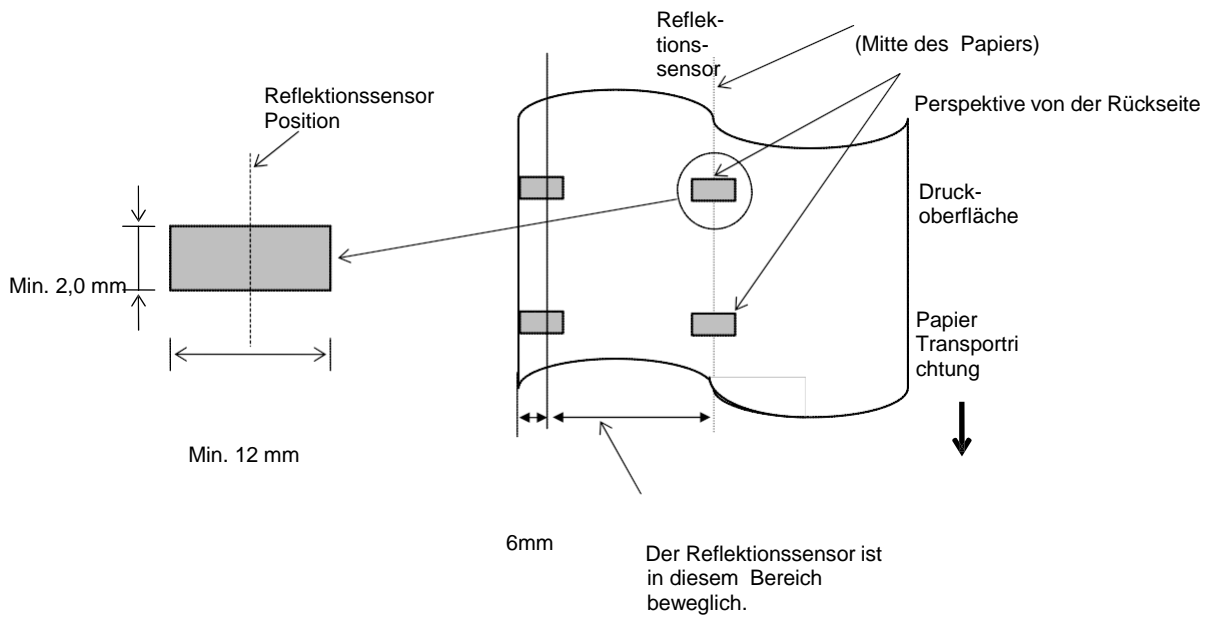 Reflek-
tions-
sensor
(Mitte des Papiers)
Reflektionssensor
Position
Perspektive von der Rückseite
Druck-
oberfläche
Min. 2,0 mm
Papier
Transportri
chtung
Min. 12 mm
6mm
Der Reflektionssensor ist
in diesem Bereich
beweglich.